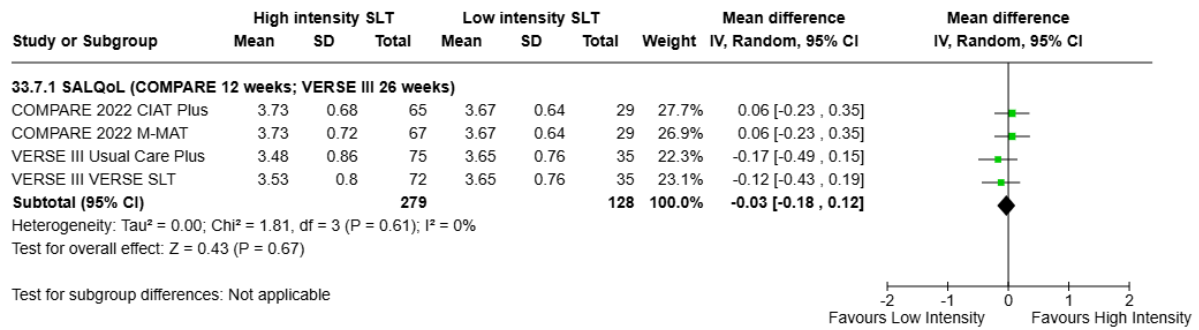 High intensity SLT Low intensity SLT Mean difference Mean difference
Study or Subgroup Mean SD Total Mean SD Total Weight IV, Random, 95% CI IV, Random, 95% CI
33.7.1 SALQoL (COMPARE 12 weeks; VERSE III 26 weeks)
COMPARE 2022 CIAT Plus 3.73 0.68 65 3.67 0.64 29 27.7% 0.06 [-0.23 , 0.35]
COMPARE 2022 M-MAT 3.73 0.72 67 3.67 0.64 29 26.9% 0.06 [-0.23 , 0.35]
VERSE III Usual Care Plus 3.48 0.86 75 3.65 0.76 35 22.3% -0.17 [-0.49 , 0.15]
VERSE III VERSE SLT 3.53 0.8 72 3.65 0.76 35 23.1% -0.12 [-0.43 , 0.19]
Subtotal (95% CI) 279 128 100.0% -0.03 [-0.18 , 0.12]
Heterogeneity: Tau² = 0.00; Chi² = 1.81, df = 3 (P = 0.61); I² = 0%
Test for overall effect: Z = 0.43 (P = 0.67)
Test for subgroup differences: Not applicable
-2 -1 0 1 2
Favours Low Intensity Favours High Intensity